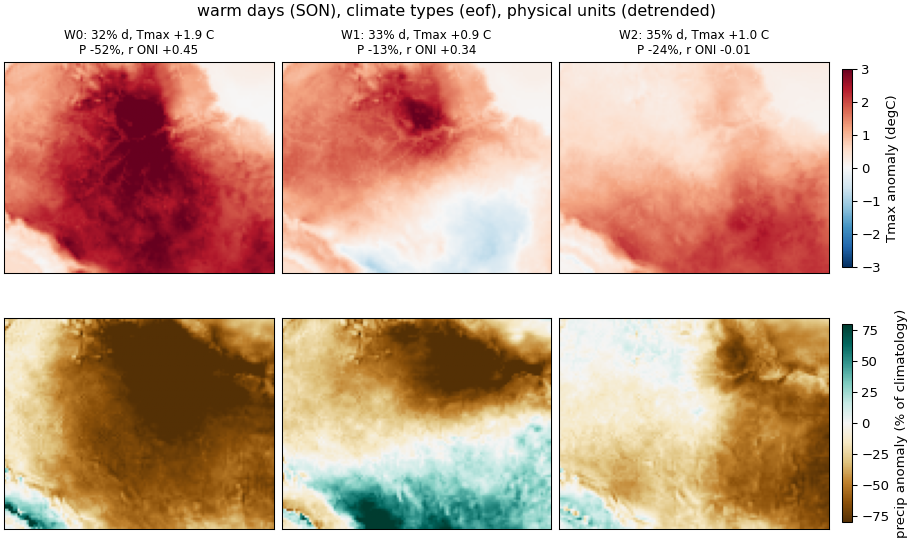 warm days (SON), climate types (eof), physical units (detrended)
W0: 32% d, Tmax +1.9 C
P -52%, r ONI +0.45
W1: 33% d, Tmax +0.9 C
P -13%, r ONI +0.34
W2: 35% d, Tmax +1.0 C
P -24%, r ONI -0.01
3
2
1
0
−1
−2
−3
Tmax anomaly (degC)
75
50
25
0
−25
−50
−75
precip anomaly (% of climatology)